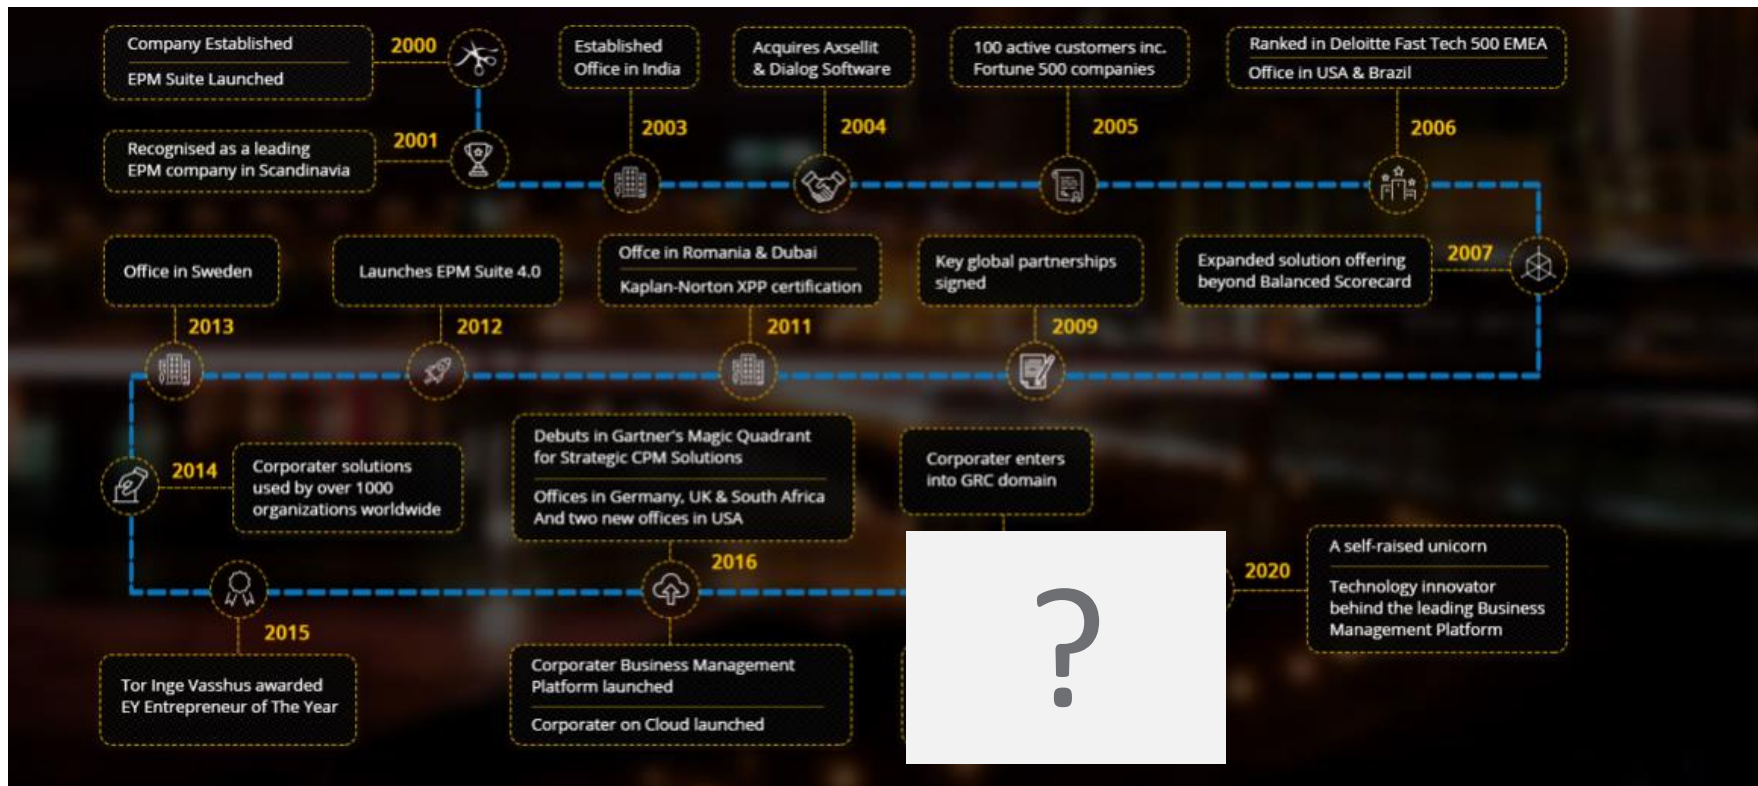 Company Established
EPM Suite Launched
2000
Recognised as a leading
EPM company in Scandinavia
2001
Established
Office in India
2003
Acquires Axsellit
& Dialog Software
2004
100 active customers inc.
Fortune 500 companies
2005
Ranked in Deloitte Fast Tech 500 EMEA
Office in USA & Brazil
2006
Expanded solution offering
beyond Balanced Scorecard
2007
Key global partnerships
signed
2009
Offce in Romania & Dubai
Kaplan-Norton XPP certification
2011
Launches EPM Suite 4.0
2012
Office in Sweden
2013
2014
Corporater solutions
used by over 1000
organizations worldwide
2015
Tor Inge Vasshus awarded
EY Entrepreneur of The Year
Debuts in Gartner's Magic Quadrant
for Strategic CPM Solutions
Offices in Germany, UK & South Africa
And two new offices in USA
2016
Corporater Business Management
Platform launched
Corporater on Cloud launched
Corporater enters
into GRC domain
?
2020
A self-raised unicorn
Technology innovator
behind the leading Business
Management Platform